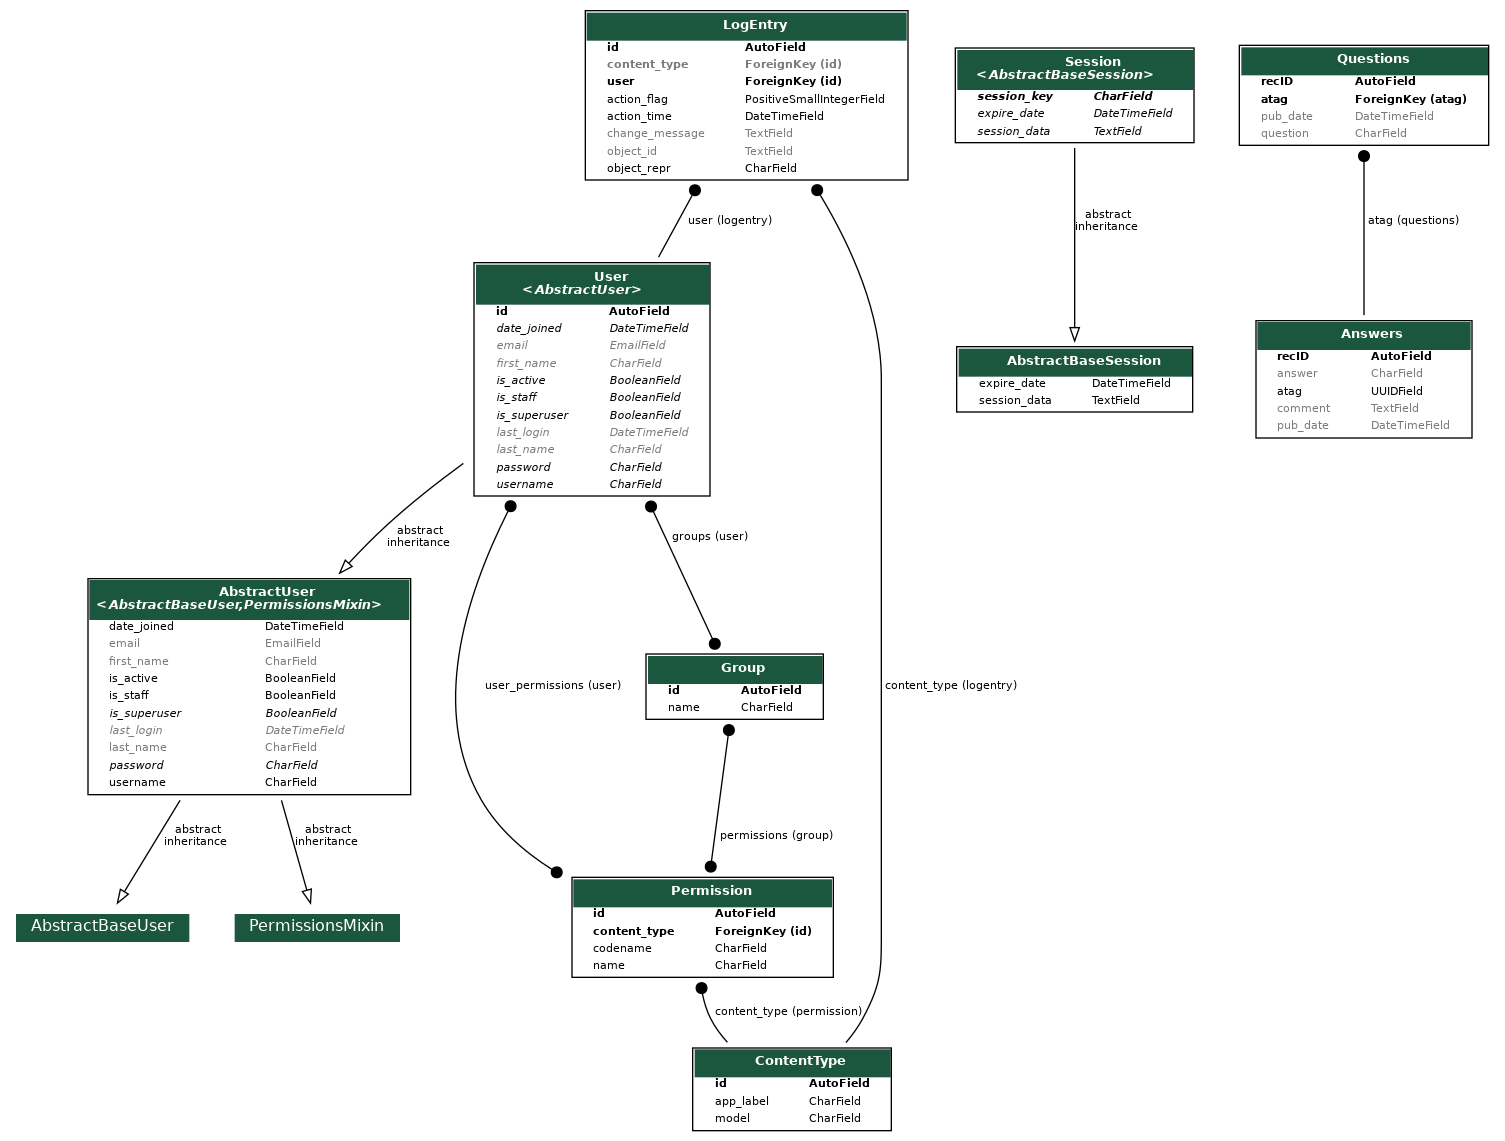 LogEntry
id AutoField
content_type ForeignKey (id)
user ForeignKey (id)
action_flag PositiveSmallIntegerField
action_time DateTimeField
change_message TextField
object_id TextField
object_repr CharField
Session
<AbstractBaseSession>
session_key CharField
expire_date DateTimeField
session_data TextField
Questions
recID AutoField
atag ForeignKey (atag)
pub_date DateTimeField
question CharField
user (logentry)
abstract
inheritance
atag (questions)
User
<AbstractUser>
id AutoField
date_joined DateTimeField
email EmailField
first_name CharField
is_active BooleanField
is_staff BooleanField
is_superuser BooleanField
last_login DateTimeField
last_name CharField
password CharField
username CharField
AbstractBaseSession
expire_date DateTimeField
session_data TextField
Answers
recID AutoField
answer CharField
atag UUIDField
comment TextField
pub_date DateTimeField
abstract
inheritance
groups (user)
AbstractUser
<AbstractBaseUser,PermissionsMixin>
date_joined DateTimeField
email EmailField
first_name CharField
is_active BooleanField
is_staff BooleanField
is_superuser BooleanField
last_login DateTimeField
last_name CharField
password CharField
username CharField
user_permissions (user)
Group
id AutoField
name CharField
content_type (logentry)
abstract
inheritance
abstract
inheritance
permissions (group)
AbstractBaseUser
PermissionsMixin
Permission
id AutoField
content_type ForeignKey (id)
codename CharField
name CharField
content_type (permission)
ContentType
id AutoField
app_label CharField
model CharField